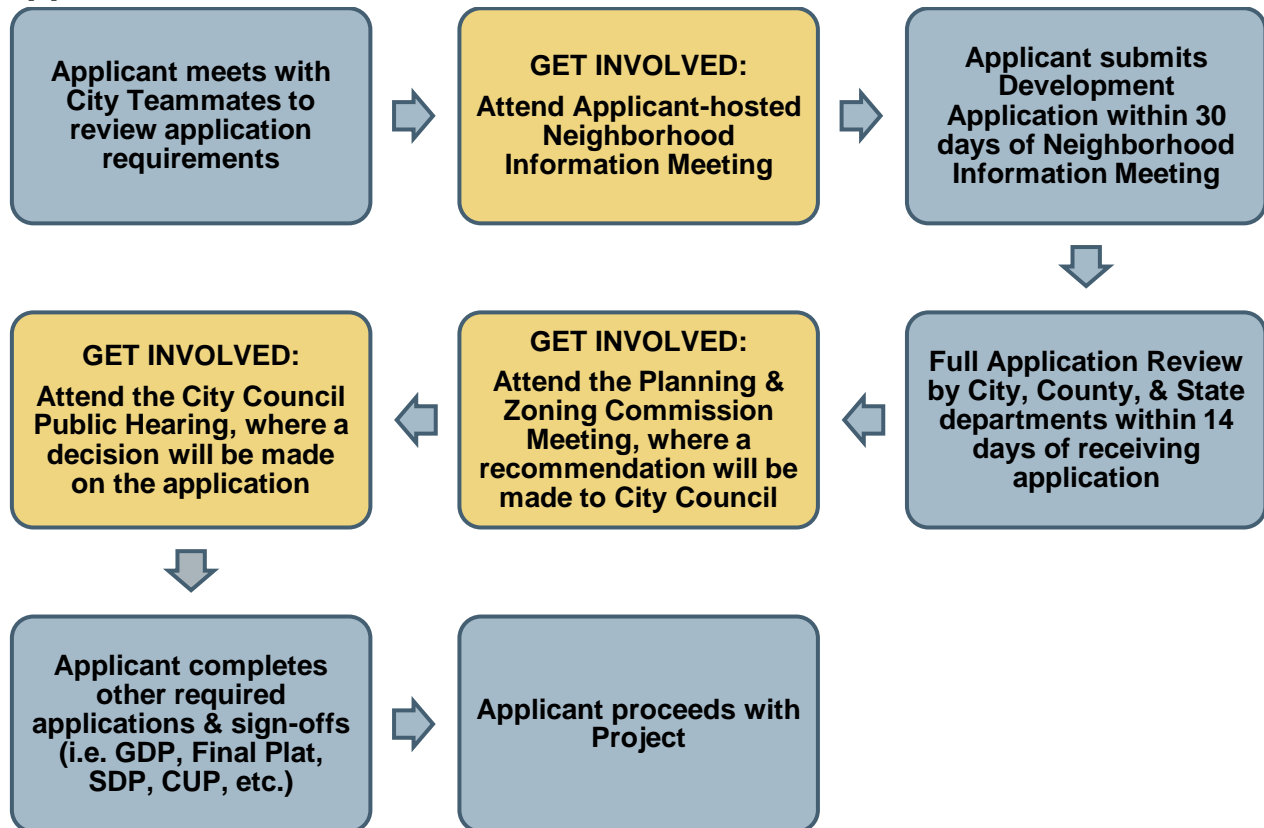 Applicant meets with
City Teammates to
review application
requirements
GET INVOLVED:
Attend Applicant-hosted
Neighborhood
Information Meeting
Applicant submits
Development
Application within 30
days of Neighborhood
Information Meeting
Full Application Review
by City, County, & State
departments within 14
days of receiving
application
GET INVOLVED:
Attend the Planning &
Zoning Commission
Meeting, where a
recommendation will be
made to City Council
GET INVOLVED:
Attend the City Council
Public Hearing, where a
decision will be made
on the application
Applicant completes
other required
applications & sign-offs
(i.e. GDP, Final Plat,
SDP, CUP, etc.)
Applicant proceeds with
Project